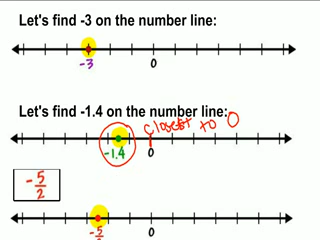 Let's find -3 on the number line:
-3 0
Let's find -1.4 on the number line:
closest to 0
-1.4 0
-5/2
-5/2 0